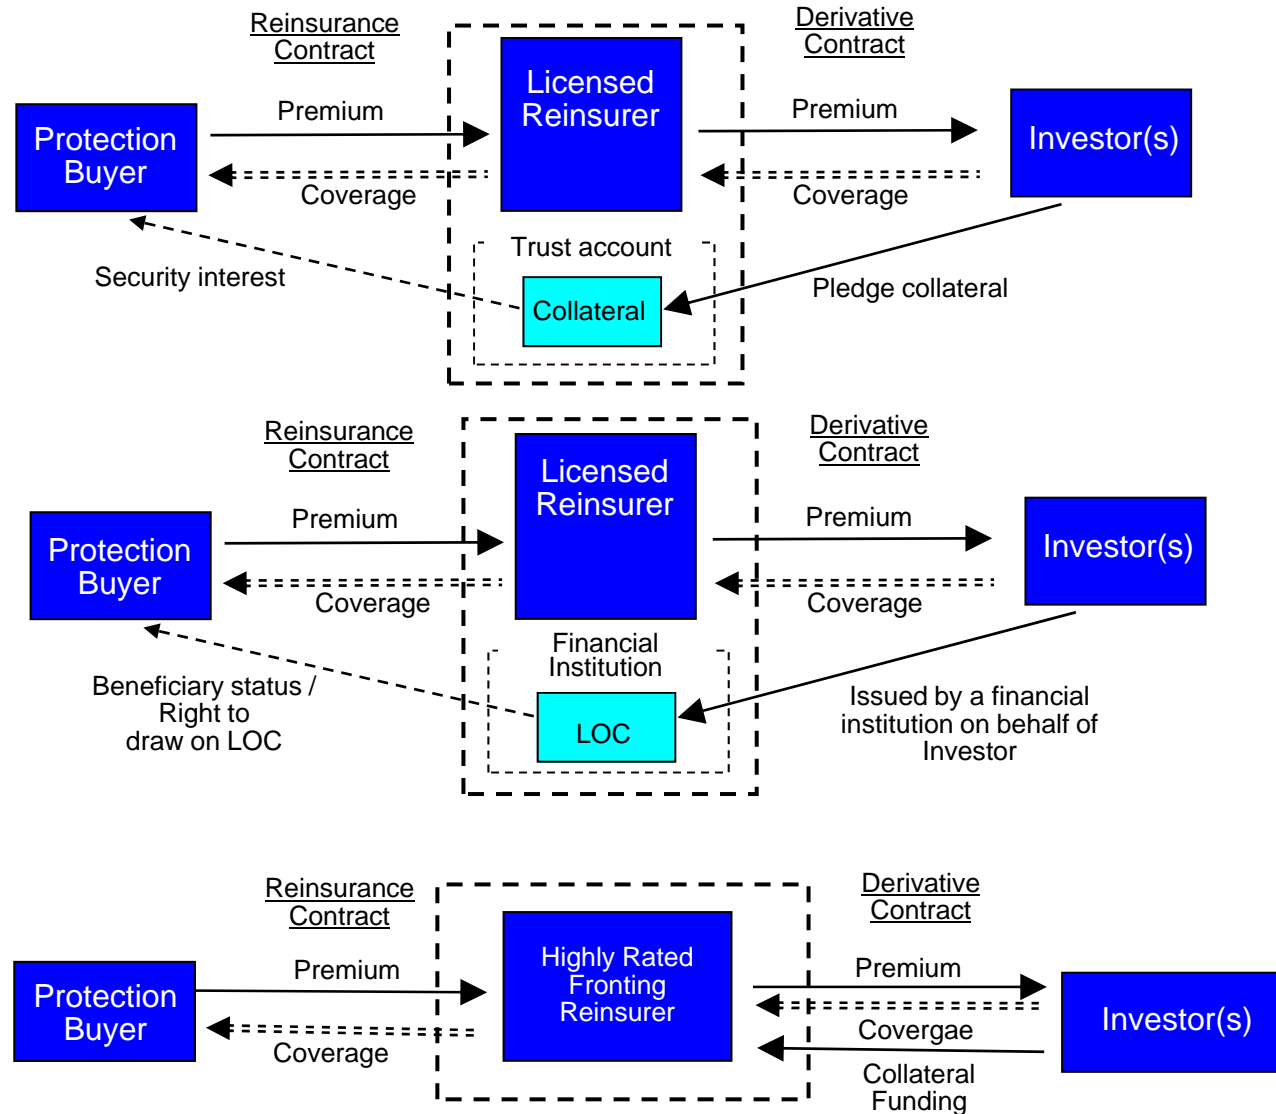 Reinsurance
Contract
Derivative
Contract
Licensed
Reinsurer
Premium
Premium
Protection
Buyer
Investor(s)
Coverage
Coverage
Trust account
Security interest
Collateral
Pledge collateral
Reinsurance
Contract
Derivative
Contract
Licensed
Reinsurer
Premium
Premium
Protection
Buyer
Investor(s)
Coverage
Coverage
Financial
Institution
Beneficiary status /
Right to
draw on LOC
LOC
Issued by a financial
institution on behalf of
Investor
Reinsurance
Contract
Derivative
Contract
Highly Rated
Fronting
Reinsurer
Premium
Premium
Protection
Buyer
Investor(s)
Coverage
Covergae
Collateral
Funding